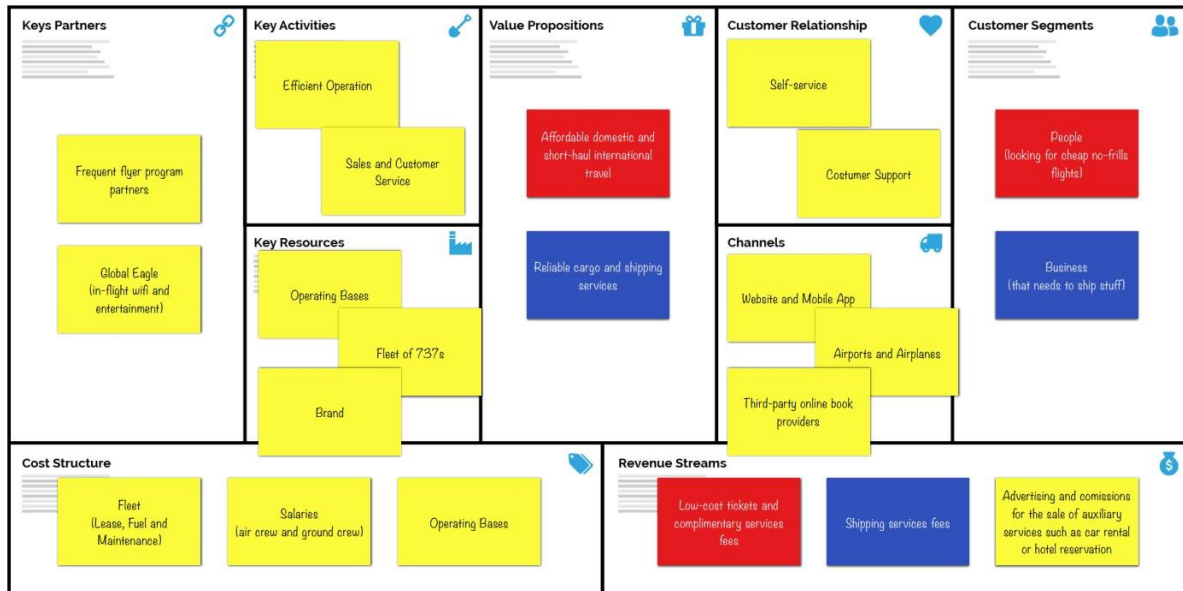 Keys Partners
Frequent flyer program
partners
Global Eagle
(in-flight wifi and
entertainment)
Key Activities
Efficient Operation
Sales and Customer
Service
Key Resources
Operating Bases
Fleet of 737s
Brand
Value Propositions
Affordable domestic and
short-haul international
travel
Reliable cargo and shipping
services
Customer Relationship
Self-service
Costumer Support
Channels
Website and Mobile App
Airports and Airplanes
Third-party online book
providers
Customer Segments
People
(looking for cheap no-frills
flights)
Business
(that needs to ship stuff)
Cost Structure
Fleet
(Lease, Fuel and
Maintenance)
Salaries
(air crew and ground crew)
Operating Bases
Revenue Streams
Low-cost tickets and
complimentary services
fees
Shipping services fees
Advertising and comissions
for the sale of auxiliary
services such as car rental
or hotel reservation
$